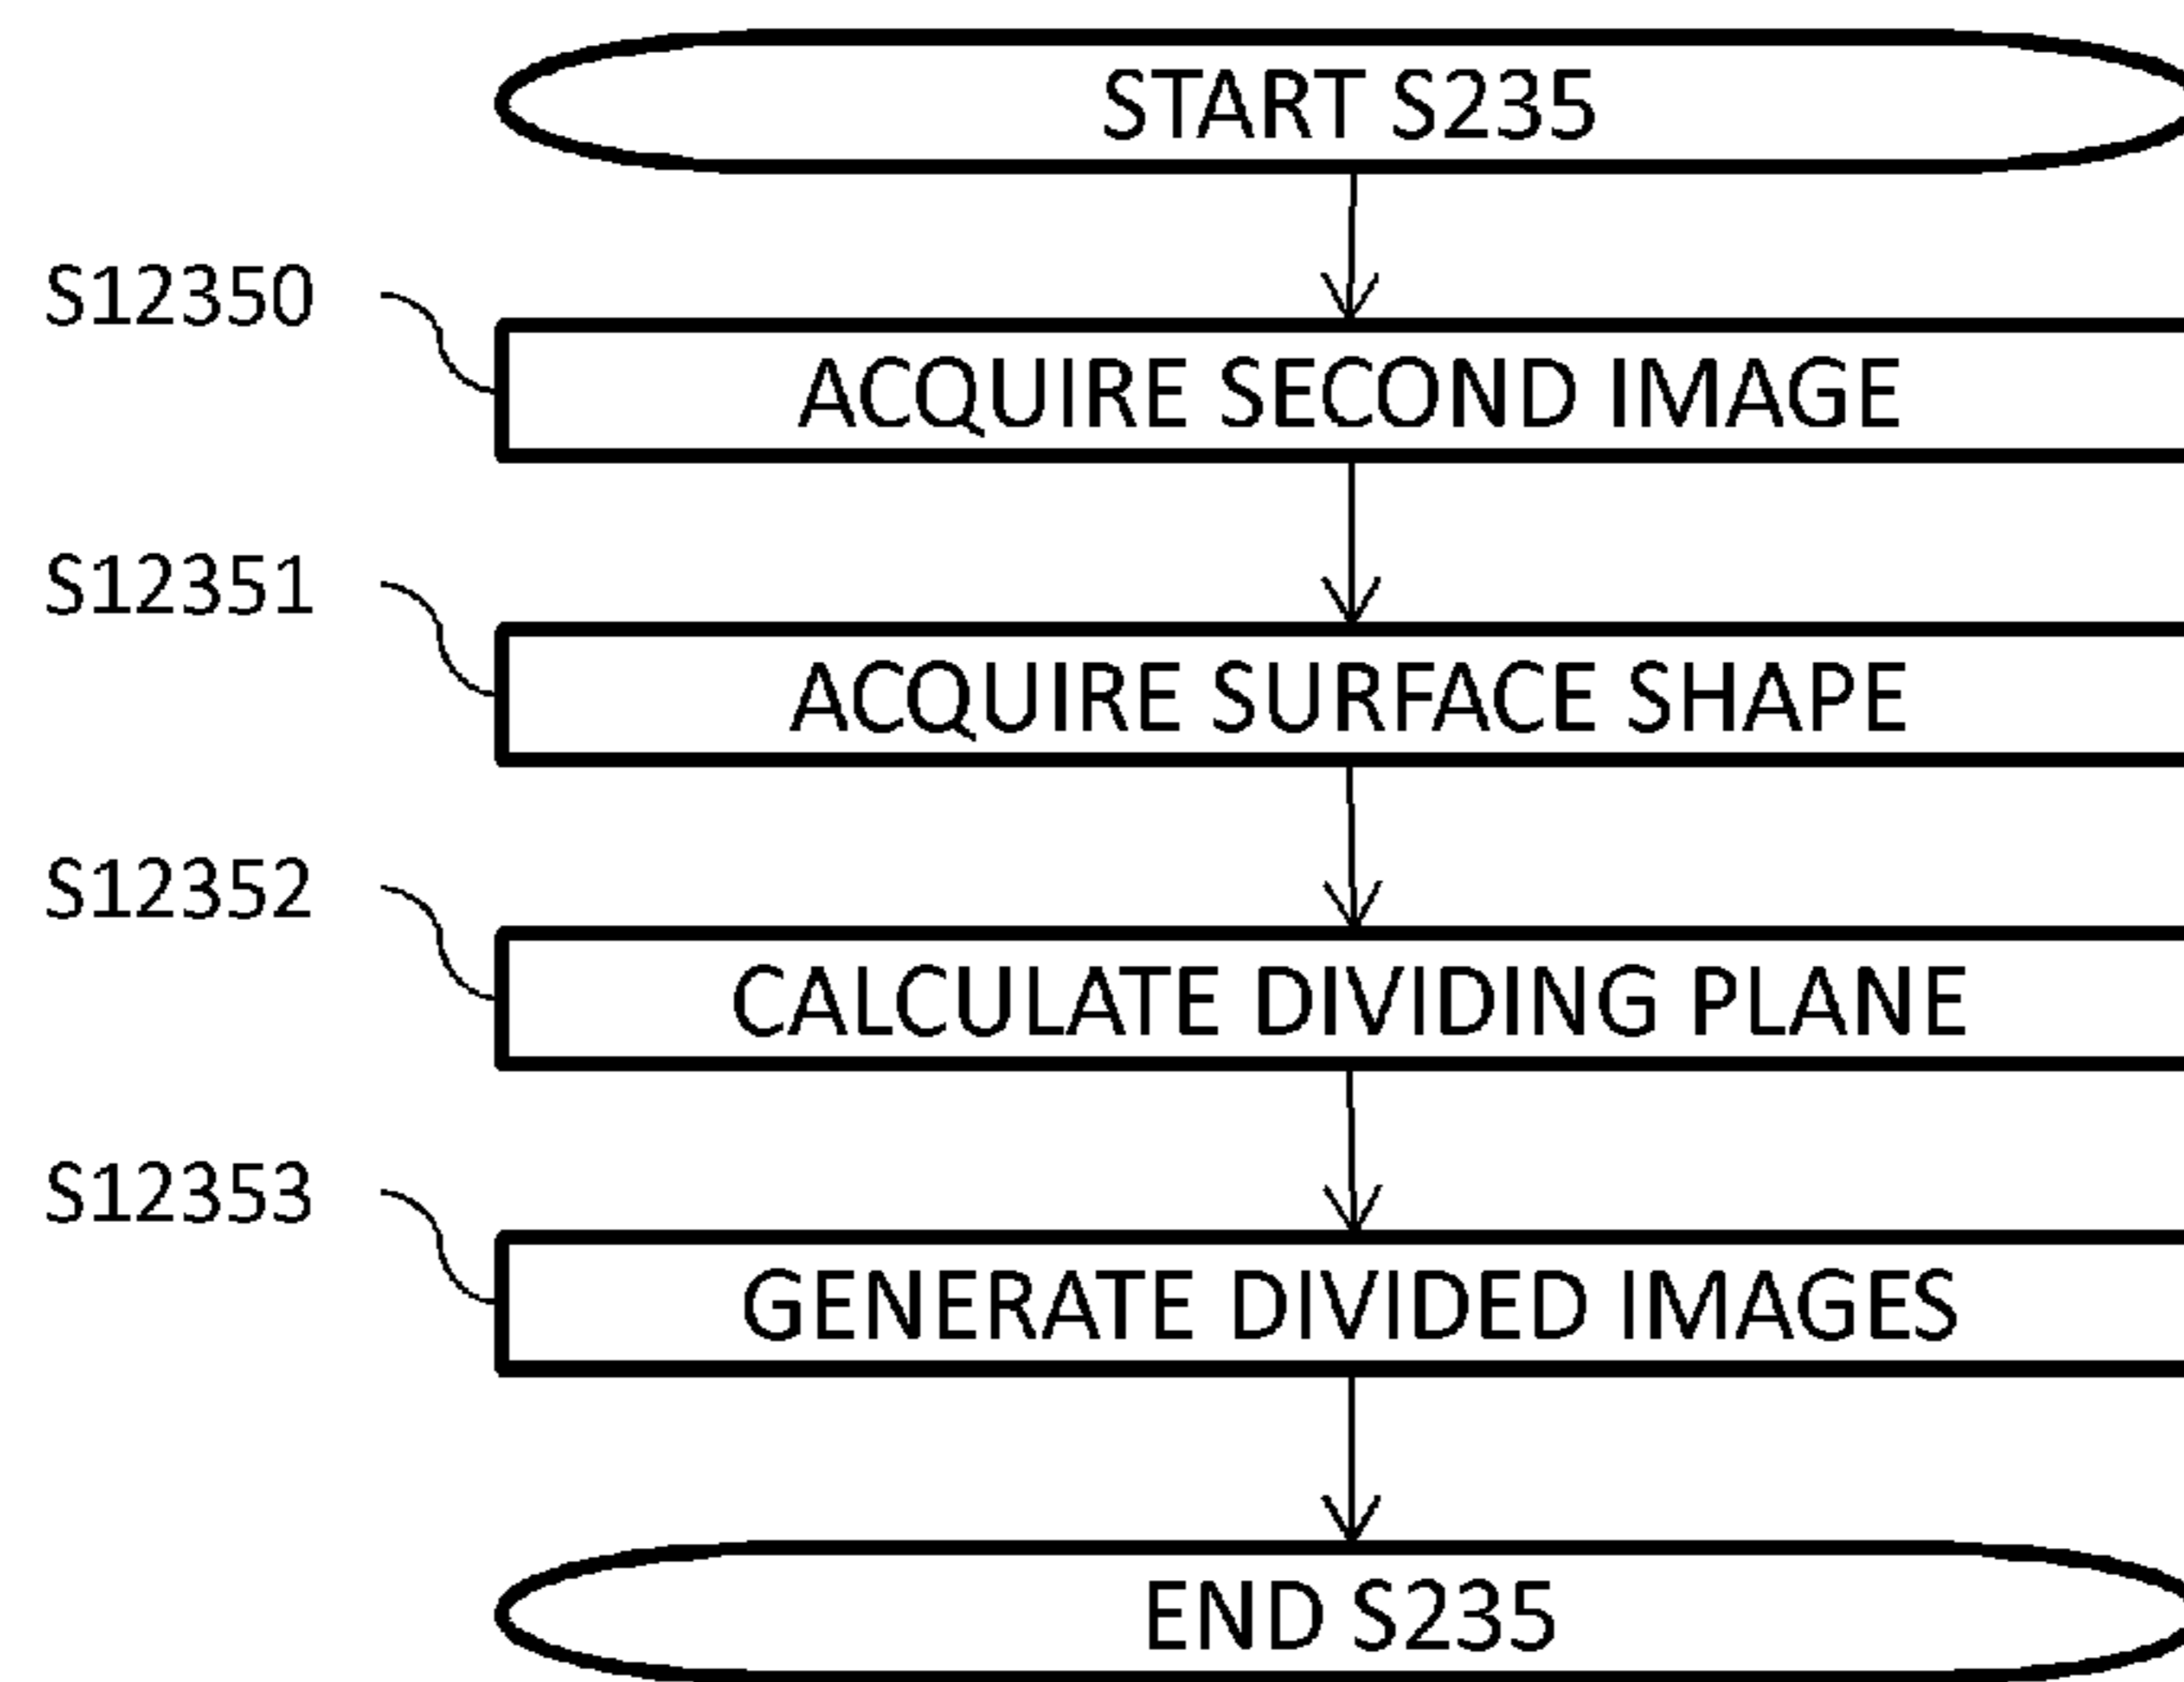 START S235
S12350
ACQUIRE SECOND IMAGE
S12351
ACQUIRE SURFACE SHAPE
S12352
CALCULATE DIVIDING PLANE
S12353
GENERATE DIVIDED IMAGES
END S235